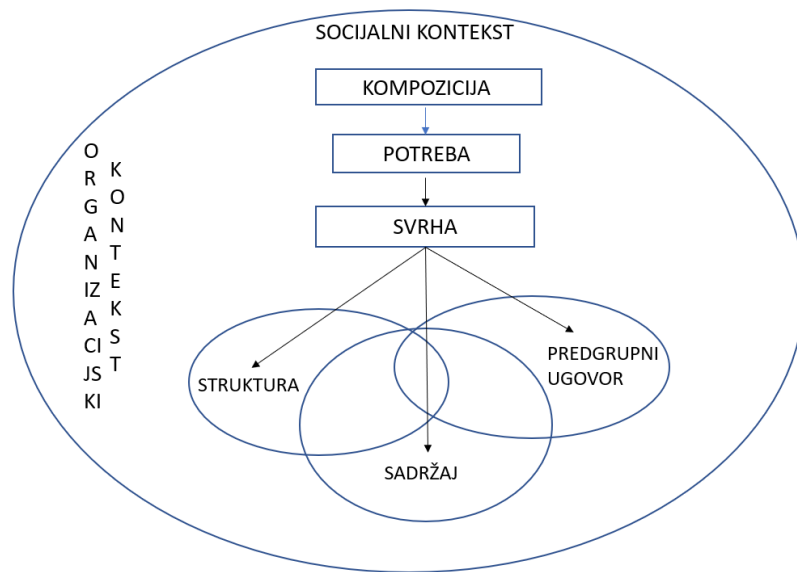 SOCIJALNI KONTEKST
KOMPOZICIJA
POTREBA
SVRHA
ORGANIZACIJSKI
KONTEKST
STRUKTURA
PREDGRUPNI
UGOVOR
SADRŽAJ